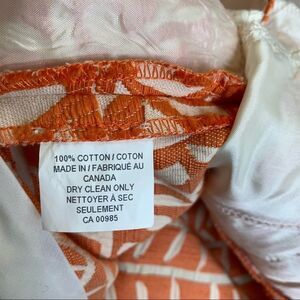 100% COTTON / COTON
MADE IN / FABRIQUÉ AU
CANADA
DRY CLEAN ONLY
NETTOYER À SEC
SEULEMENT
CA 00985